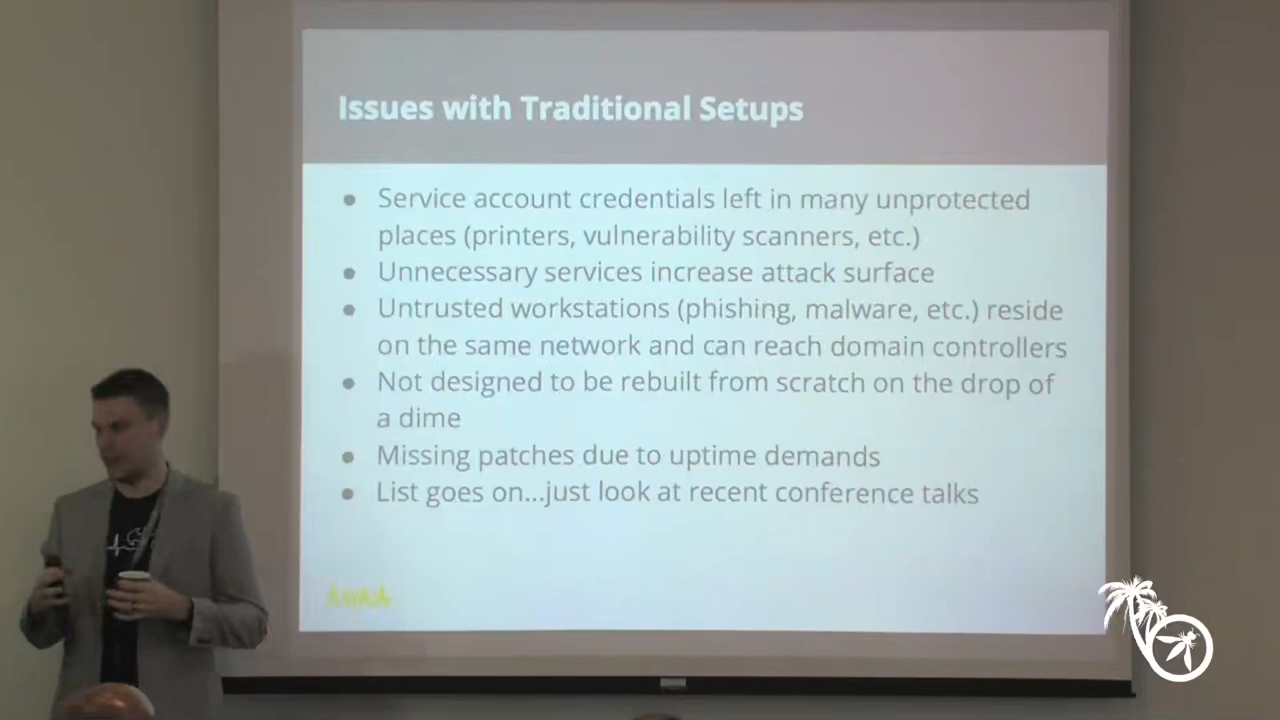 Issues with Traditional Setups
● Service account credentials left in many unprotected
places (printers, vulnerability scanners, etc.)
● Unnecessary services increase attack surface
● Untrusted workstations (phishing, malware, etc.) reside
on the same network and can reach domain controllers
● Not designed to be rebuilt from scratch on the drop of
a dime
● Missing patches due to uptime demands
● List goes on...just look at recent conference talks